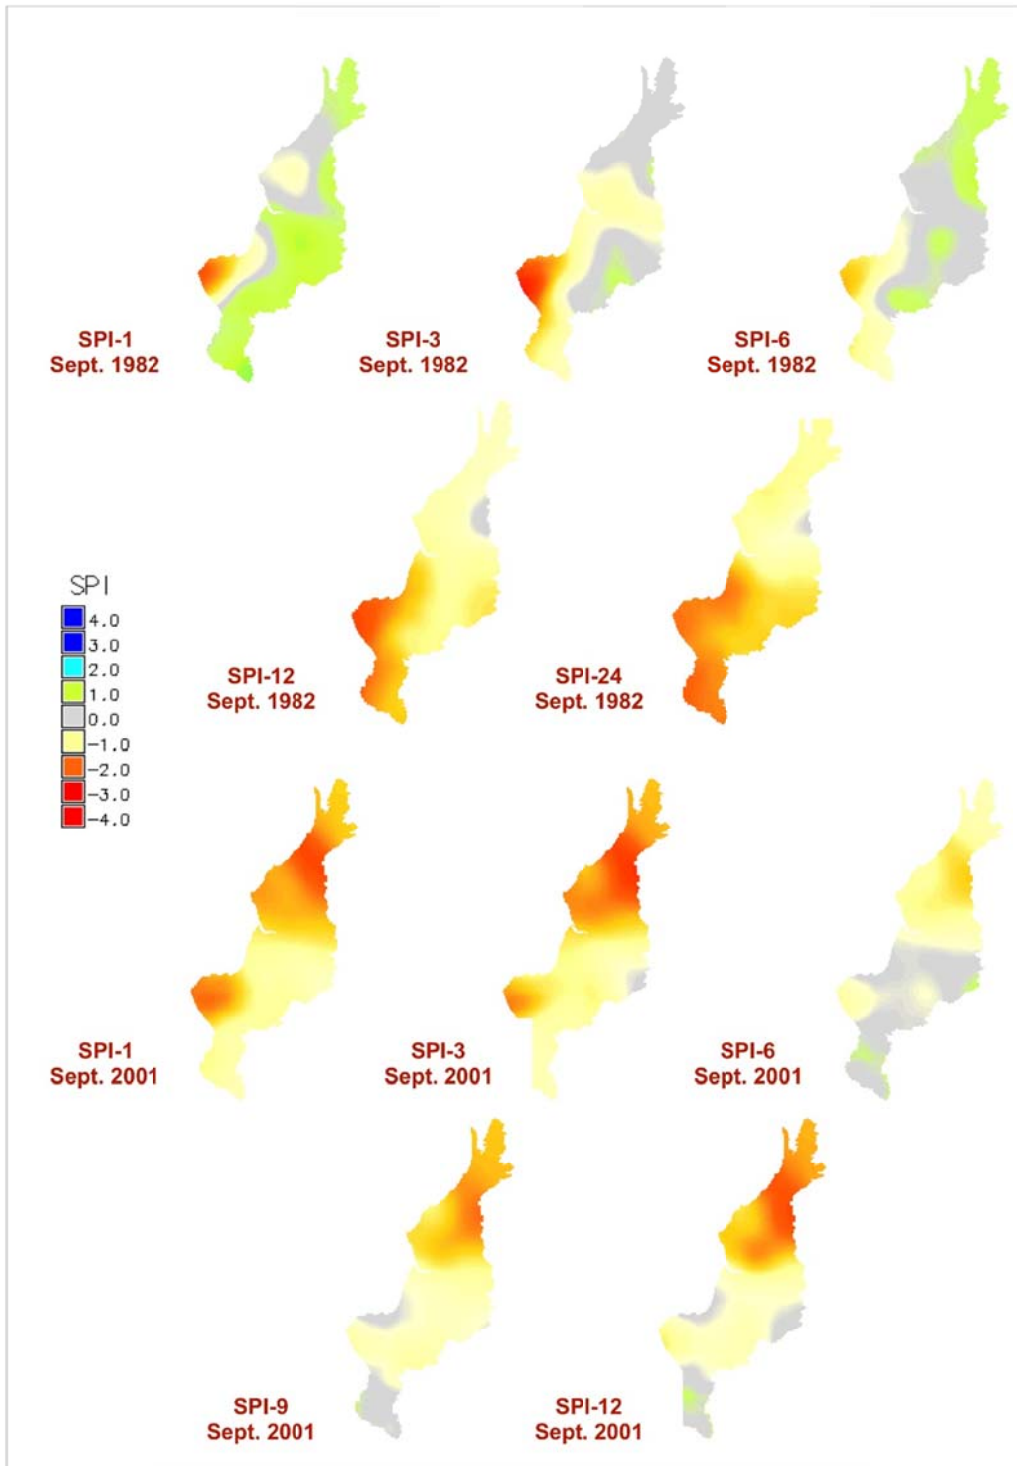 SPI-1
Sept. 1982
SPI-3
Sept. 1982
SPI-6
Sept. 1982
SPI-12
Sept. 1982
SPI-24
Sept. 1982
SPI
4.0
3.0
2.0
1.0
0.0
-1.0
-2.0
-3.0
-4.0
SPI-1
Sept. 2001
SPI-3
Sept. 2001
SPI-6
Sept. 2001
SPI-9
Sept. 2001
SPI-12
Sept. 2001